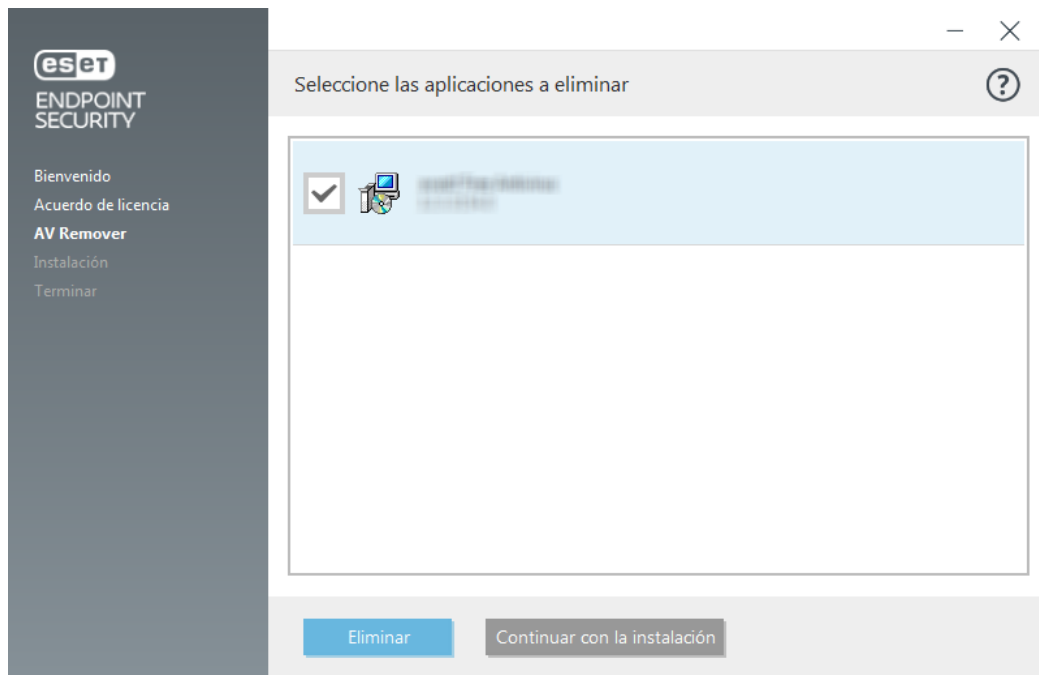 eset
ENDPOINT
SECURITY
Bienvenido
Acuerdo de licencia
AV Remover
Instalación
Terminar
Seleccione las aplicaciones a eliminar
?
Eliminar
Continuar con la instalación